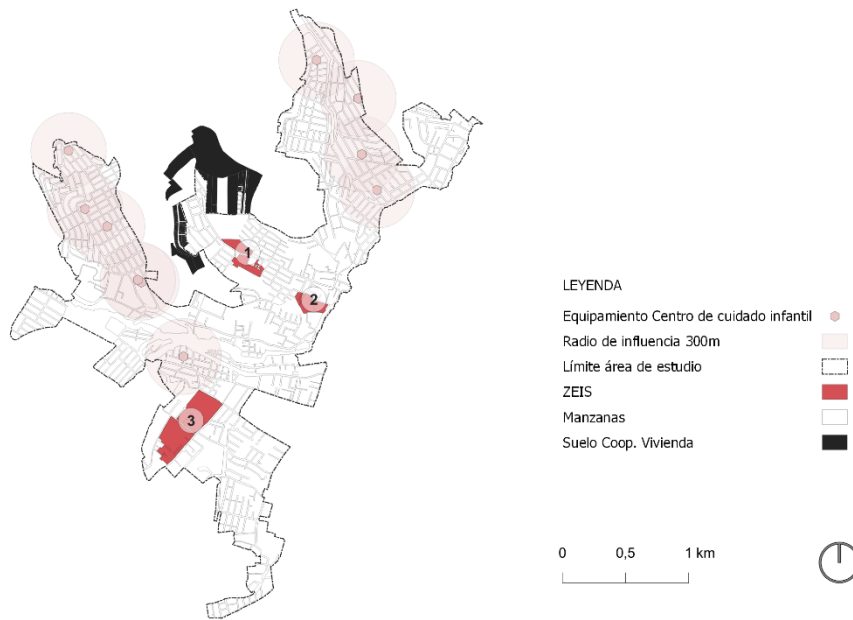 1
2
3
LEYENDA
Equipamiento Centro de cuidado infantil
Radio de influencia 300m
Límite área de estudio
ZEIS
Manzanas
Suelo Coop. Vivienda
0 0,5 1 km